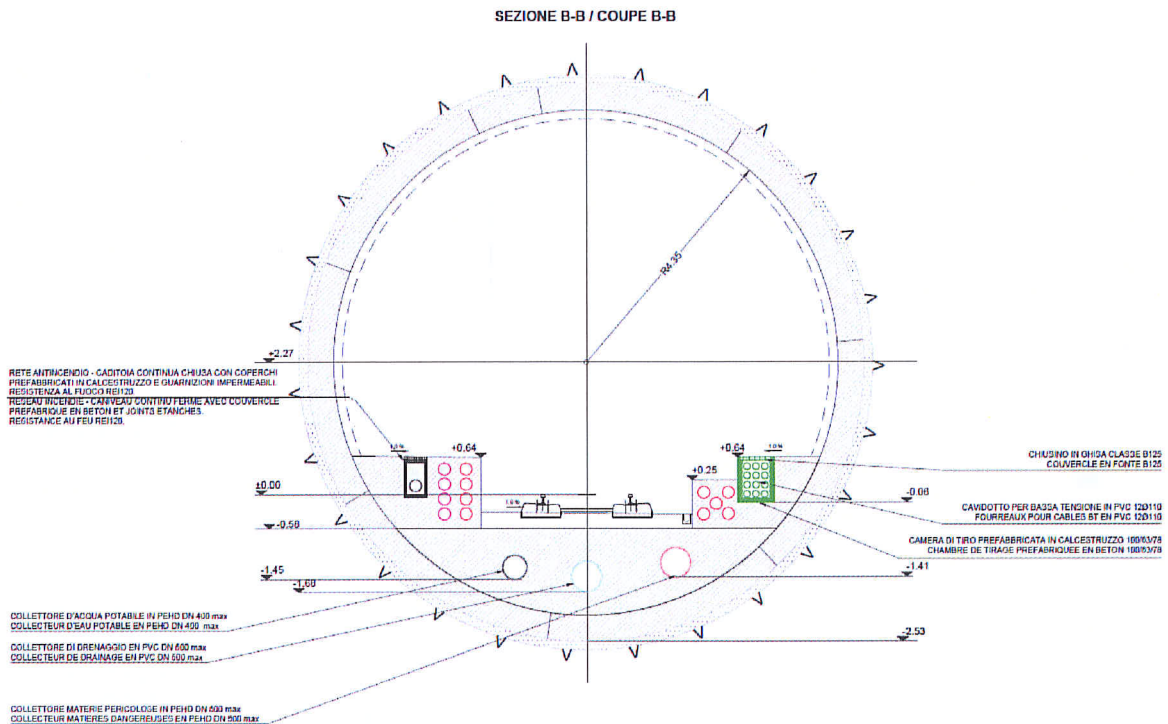 SEZIONE B-B / COUPE B-B
R4.35
+2.27
RETE ANTINCENDIO - CADITOIA CONTINUA CHIUSA CON COPERCHI
PREFABBRICATI IN CALCESTRUZZO E GUARNIZIONI IMPERMEABILI.
RESISTENZA AL FUOCO REI120
RESEAU INCENDIE - CANIVEAU CONTINU FERME AVEC COUVERCLE
PREFABRIQUE EN BETON ET JOINTS ETANCHES.
RESISTANCE AU FEU REI120.
+0.64
+0.64
+0.25
±0.00
-0.58
-1.45
-1.68
CHIUSINO IN GHISA CLASSE B125
COUVERCLE EN FONTE B125
-0.06
CAVIDOTTO PER BASSA TENSIONE IN PVC 12Ø110
FOURREAUX POUR CABLES BT EN PVC 12Ø110
CAMERA DI TIRO PREFABBRICATA IN CALCESTRUZZO 100/63/78
CHAMBRE DE TIRAGE PREFABRIQUEE EN BETON 100/63/78
-1.41
-2.53
COLLETTORE D'ACQUA POTABILE IN PEHD DN 400 max
COLLECTEUR D'EAU POTABLE EN PEHD DN 400 max
COLLETTORE DI DRENAGGIO EN PVC DN 500 max
COLLECTEUR DE DRAINAGE EN PVC DN 500 max
COLLETTORE MATERIE PERICOLOSE IN PEHD DN 500 max
COLLECTEUR MATIERES DANGEREUSES EN PEHD DN 500 max